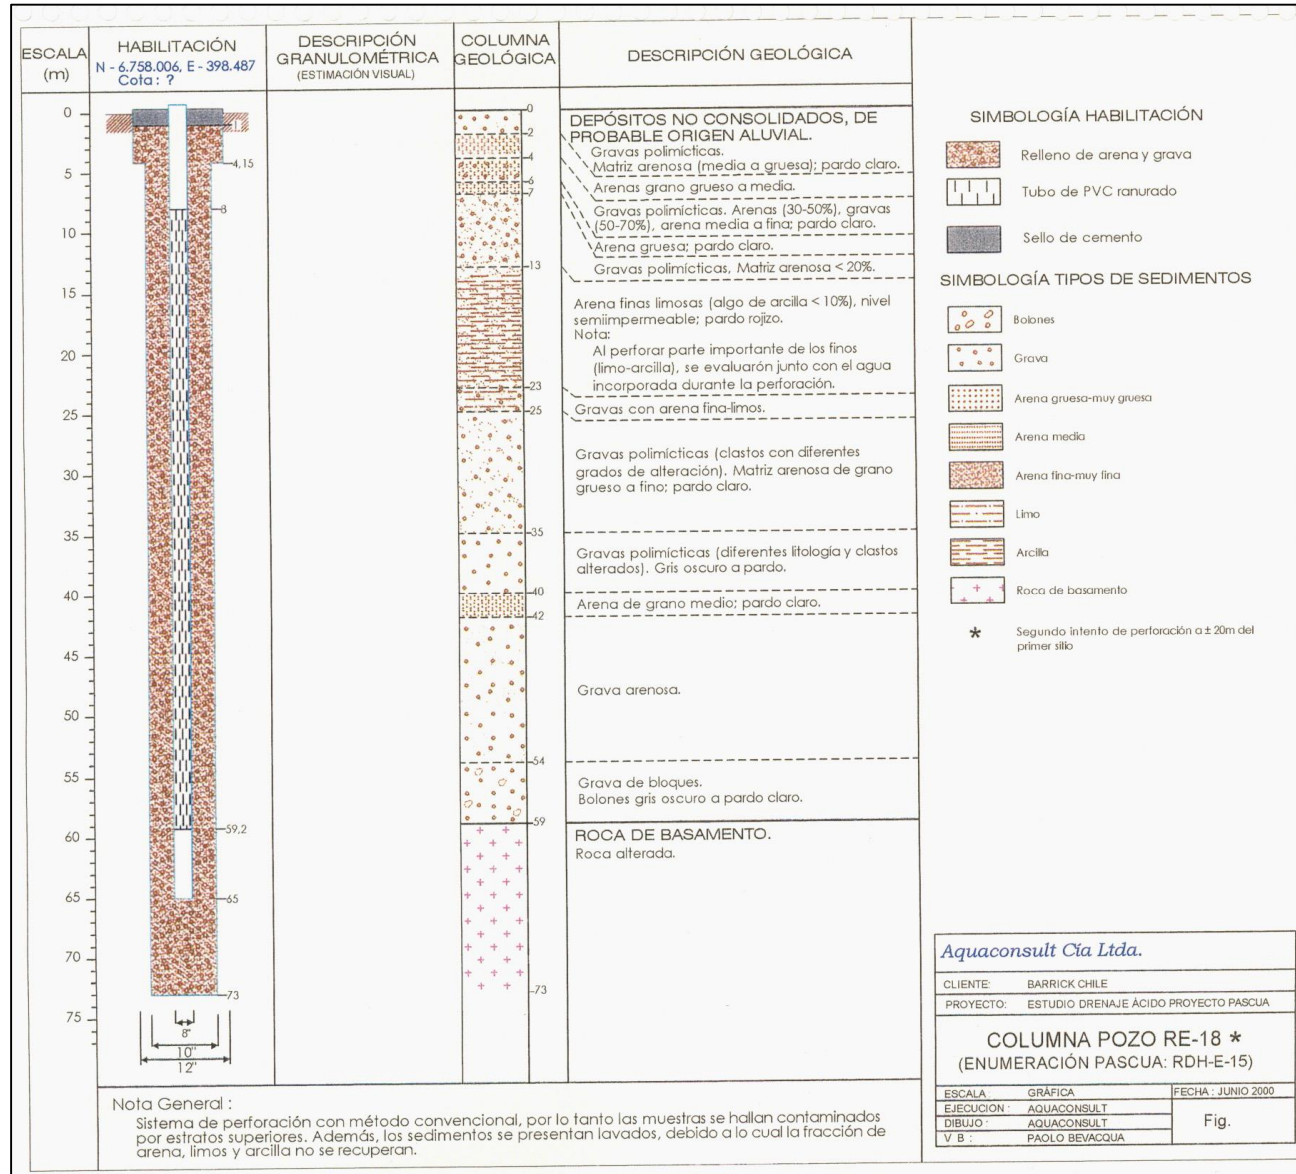 ESCALA
(m)
HABILITACIÓN
N - 6.758.006, E - 398.487
Cota : ?
DESCRIPCIÓN
GRANULOMÉTRICA
(ESTIMACIÓN VISUAL)
COLUMNA
GEOLÓGICA
DESCRIPCIÓN GEOLÓGICA
0
5
10
15
20
25
30
35
40
45
50
55
60
65
70
75
1
4,15
8
59,2
65
73
8"
10"
12"
0
2
4
6
7
13
23
25
35
40
42
54
59
73
DEPÓSITOS NO CONSOLIDADOS, DE
PROBABLE ORIGEN ALUVIAL.
Gravas polimícticas.
Matriz arenosa (media a gruesa); pardo claro.
Arenas grano grueso a media.
Gravas polimícticas. Arenas (30-50%), gravas
(50-70%), arena media a fina; pardo claro.
Arena gruesa; pardo claro.
Gravas polimícticas, Matriz arenosa < 20%.
Arena finas limosas (algo de arcilla < 10%), nivel
semiimpermeable; pardo rojizo.
Nota:
Al perforar parte importante de los finos
(limo-arcilla), se evaluarón junto con el agua
incorporada durante la perforación.
Gravas con arena fina-limos.
Gravas polimícticas (clastos con diferentes
grados de alteración). Matriz arenosa de grano
grueso a fino; pardo claro.
Gravas polimícticas (diferentes litología y clastos
alterados). Gris oscuro a pardo.
Arena de grano medio; pardo claro.
Grava arenosa.
Grava de bloques.
Bolones gris oscuro a pardo claro.
ROCA DE BASAMENTO.
Roca alterada.
SIMBOLOGÍA HABILITACIÓN
Relleno de arena y grava
Tubo de PVC ranurado
Sello de cemento
SIMBOLOGÍA TIPOS DE SEDIMENTOS
Bolones
Grava
Arena gruesa-muy gruesa
Arena media
Arena fina-muy fina
Limo
Arcilla
Roca de basamento
* Segundo intento de perforación a ± 20m del
primer sitio
Aquaconsult Cía Ltda.
CLIENTE: BARRICK CHILE
PROYECTO: ESTUDIO DRENAJE ÁCIDO PROYECTO PASCUA
COLUMNA POZO RE-18 *
(ENUMERACIÓN PASCUA: RDH-E-15)
ESCALA : GRÁFICA FECHA : JUNIO 2000
EJECUCION : AQUACONSULT
DIBUJO : AQUACONSULT
V B : PAOLO BEVACQUA
Fig.
Nota General :
Sistema de perforación con método convencional, por lo tanto las muestras se hallan contaminados
por estratos superiores. Además, los sedimentos se presentan lavados, debido a lo cual la fracción de
arena, limos y arcilla no se recuperan.